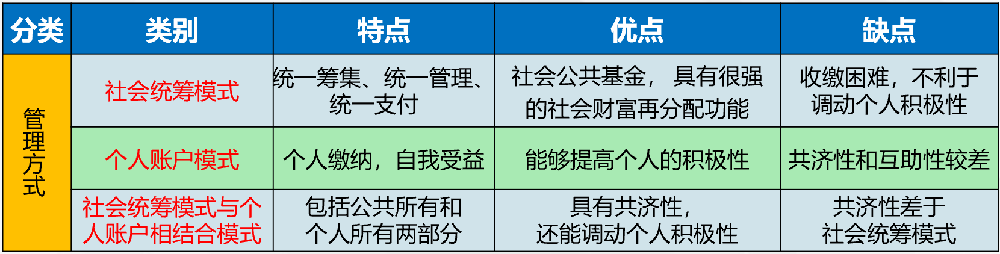 分类
类别
特点
优点
缺点
管理方式
社会统筹模式
统一筹集、统一管理、
统一支付
社会公共基金， 具有很强
的社会财富再分配功能
收缴困难，不利于
调动个人积极性
个人账户模式
个人缴纳，自我受益
能够提高个人的积极性
共济性和互助性较差
社会统筹模式与个
人账户相结合模式
包括公共所有和
个人所有两部分
具有共济性，
还能调动个人积极性
共济性差于
社会统筹模式